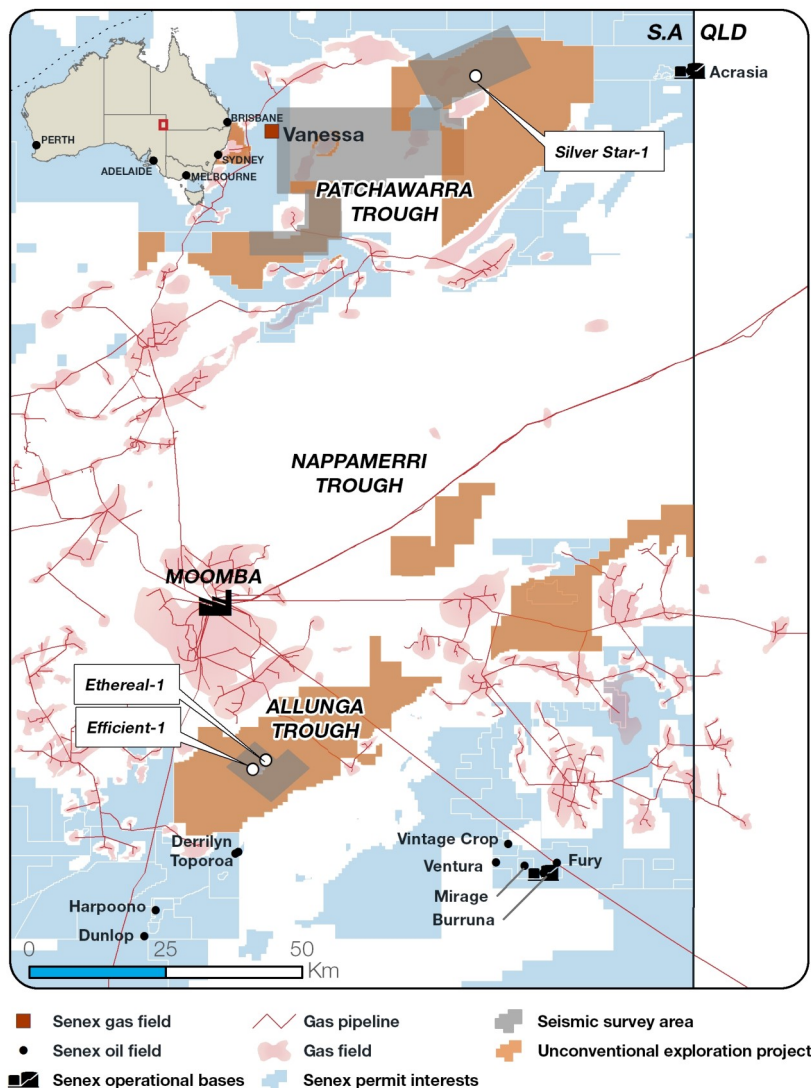 S.A QLD
Acrasia
BRISBANE
PERTH
ADELAIDE
SYDNEY
MELBOURNE
Vanessa
Silver Star-1
PATCHAWARRA
TROUGH
NAPPAMERRI
TROUGH
MOOMBA
Ethereal-1
Efficient-1
ALLUNGA
TROUGH
Derrilyn
Toporoa
Vintage Crop
Ventura
Fury
Mirage
Burruna
Harpoono
Dunlop
0 25 50
Km
Senex gas field
Senex oil field
Senex operational bases
Gas pipeline
Gas field
Senex permit interests
Seismic survey area
Unconventional exploration project